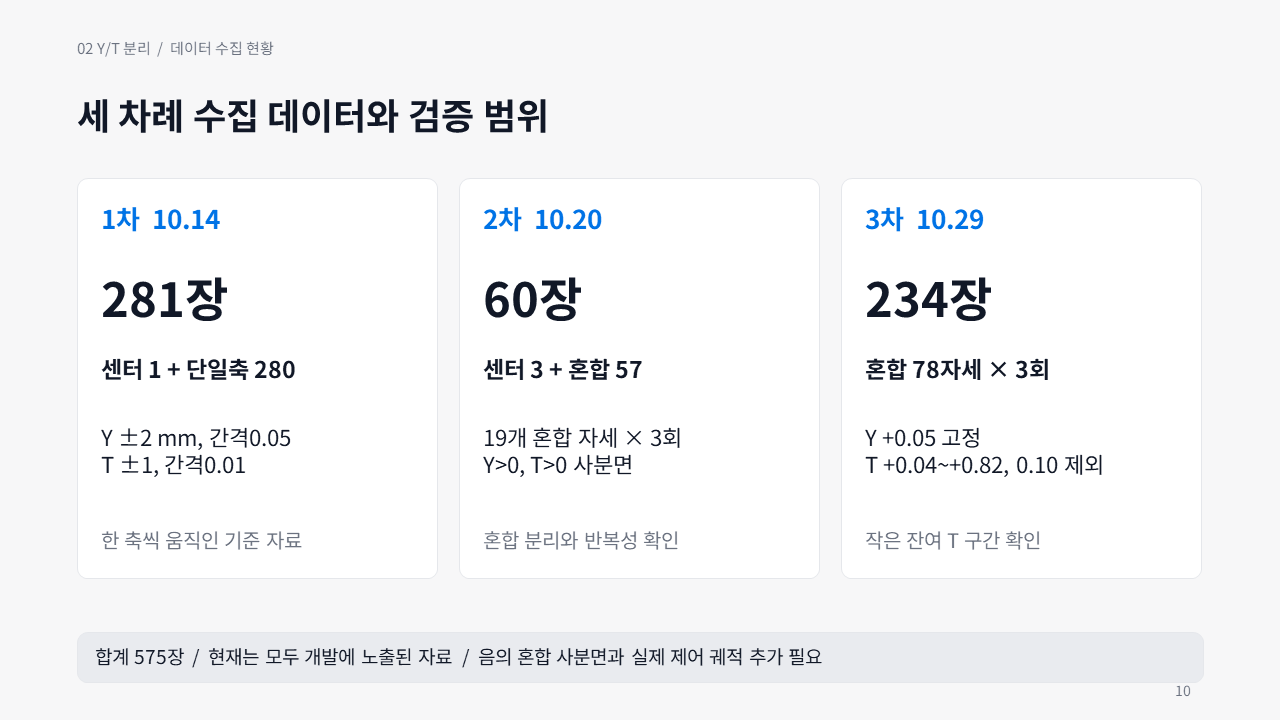 02 Y/T 분리 / 데이터 수집 현황
세 차례 수집 데이터와 검증 범위
1차 10.14
281장
센터 1 + 단일축 280
Y ±2 mm, 간격0.05
T ±1, 간격0.01
한 축씩 움직인 기준 자료
2차 10.20
60장
센터 3 + 혼합 57
19개 혼합 자세 × 3회
Y>0, T>0 사분면
혼합 분리와 반복성 확인
3차 10.29
234장
혼합 78자세 × 3회
Y +0.05 고정
T +0.04~+0.82, 0.10 제외
작은 잔여 T 구간 확인
합계 575장 / 현재는 모두 개발에 노출된 자료 / 음의 혼합 사분면과 실제 제어 궤적 추가 필요
10